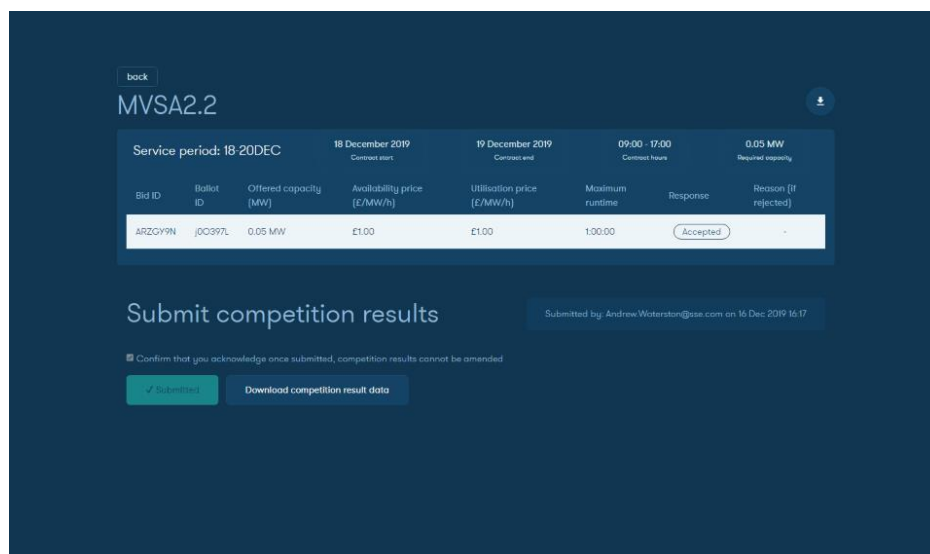 back
MVSA2.2
Service period: 18-20DEC
18 December 2019
Contract start
19 December 2019
Contract end
09:00 - 17:00
Contract hours
0.05 MW
Required capacity
Bid ID
Ballot ID
Offered capacity (MW)
Availability price (£/MW/h)
Utilisation price (£/MW/h)
Maximum runtime
Response
Reason (if rejected)
ARZGY9N j0O397L 0.05 MW £1.00 £1.00 1:00:00 Accepted -
Submit competition results
Submitted by: Andrew.Waterston@sse.com on 16 Dec 2019 16:17
Confirm that you acknowledge once submitted, competition results cannot be amended
✓ Submitted
Download competition result data